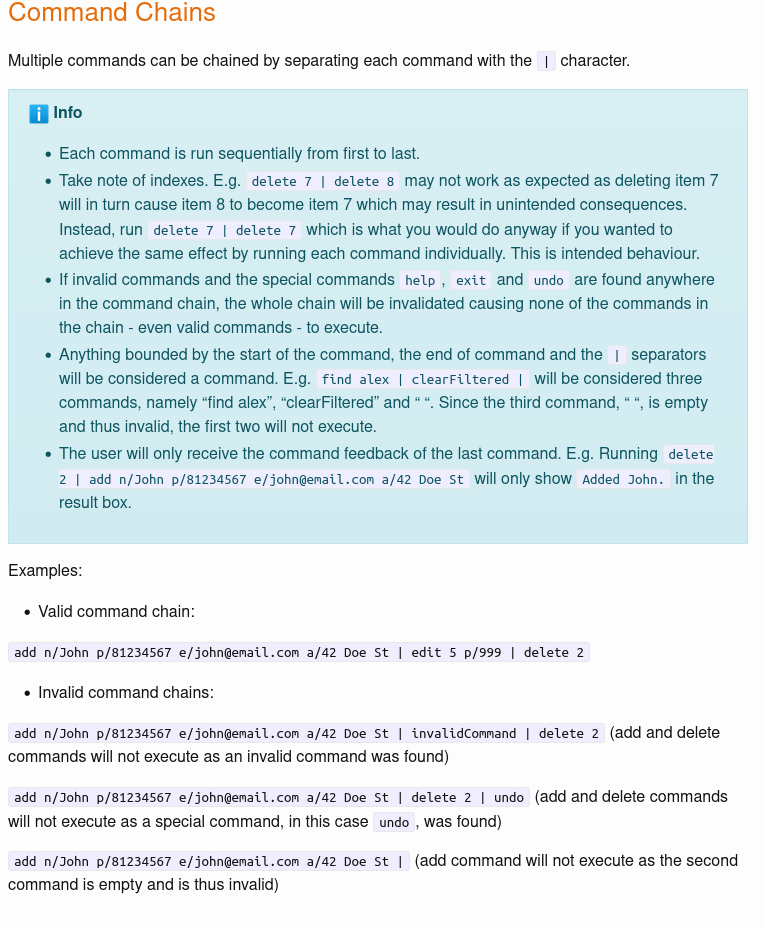 Command Chains
Multiple commands can be chained by separating each command with the | character.
Info
• Each command is run sequentially from first to last.
• Take note of indexes. E.g. delete 7 | delete 8 may not work as expected as deleting item 7
will in turn cause item 8 to become item 7 which may result in unintended consequences.
Instead, run delete 7 | delete 7 which is what you would do anyway if you wanted to
achieve the same effect by running each command individually. This is intended behaviour.
• If invalid commands and the special commands help, exit and undo are found anywhere
in the command chain, the whole chain will be invalidated causing none of the commands in
the chain - even valid commands - to execute.
• Anything bounded by the start of the command, the end of command and the | separators
will be considered a command. E.g. find alex | clearFiltered | will be considered three
commands, namely “find alex”, “clearFiltered” and “ “. Since the third command, “ “, is empty
and thus invalid, the first two will not execute.
• The user will only receive the command feedback of the last command. E.g. Running delete
2 | add n/John p/81234567 e/john@email.com a/42 Doe St will only show Added John. in the
result box.
Examples:
• Valid command chain:
add n/John p/81234567 e/john@email.com a/42 Doe St | edit 5 p/999 | delete 2
• Invalid command chains:
add n/John p/81234567 e/john@email.com a/42 Doe St | invalidCommand | delete 2 (add and delete
commands will not execute as an invalid command was found)
add n/John p/81234567 e/john@email.com a/42 Doe St | delete 2 | undo (add and delete commands
will not execute as a special command, in this case undo, was found)
add n/John p/81234567 e/john@email.com a/42 Doe St | (add command will not execute as the second
command is empty and is thus invalid)